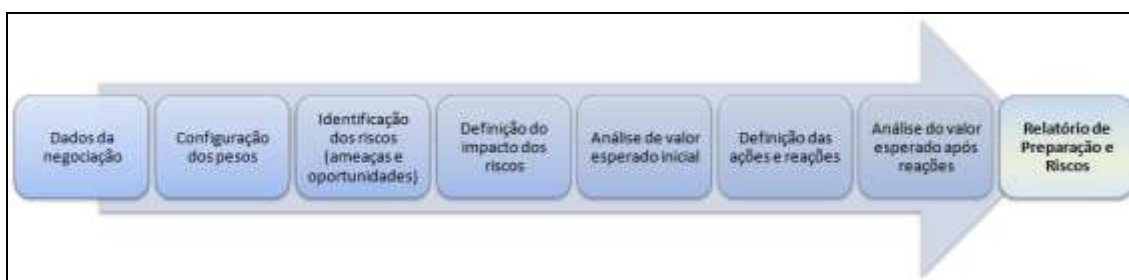 Dados da
negociação
Configuração
dos pesos
Identificação
dos riscos
(ameaças e
oportunidades)
Definição do
impacto dos
riscos
Análise de valor
esperado inicial
Definição das
ações e reações
Análise do valor
esperado após
reações
Relatório de
Preparação e
Riscos